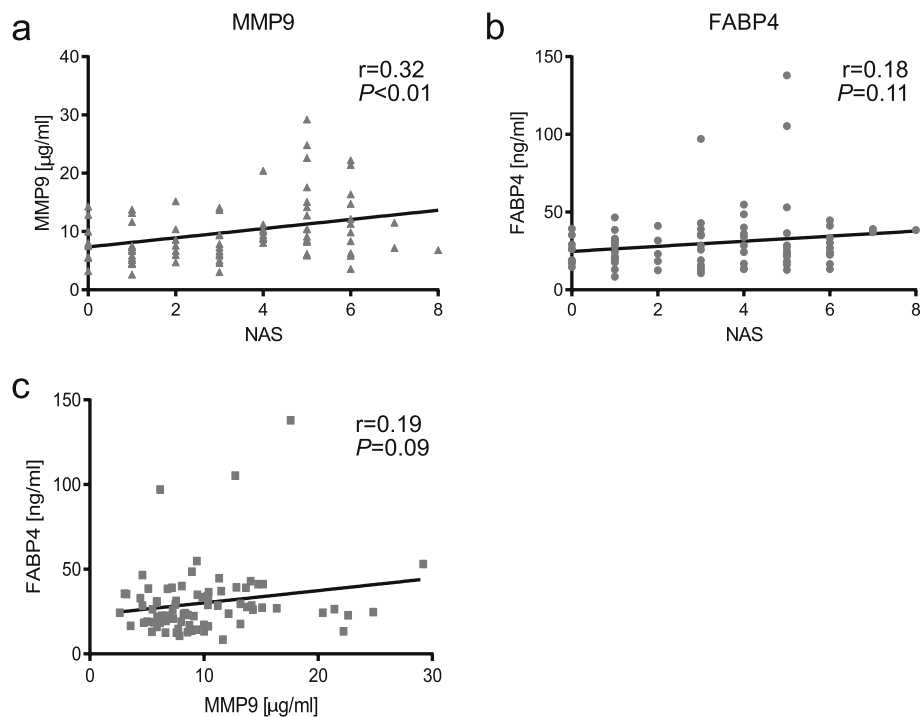 a
MMP9
r=0.32
P<0.01
MMP9 [µg/ml]
40
30
20
10
0
0 2 4 6 8
NAS
b
FABP4
r=0.18
P=0.11
FABP4 [ng/ml]
150
100
50
0
0 2 4 6 8
NAS
c
r=0.19
P=0.09
FABP4 [ng/ml]
150
100
50
0
0 10 20 30
MMP9 [µg/ml]